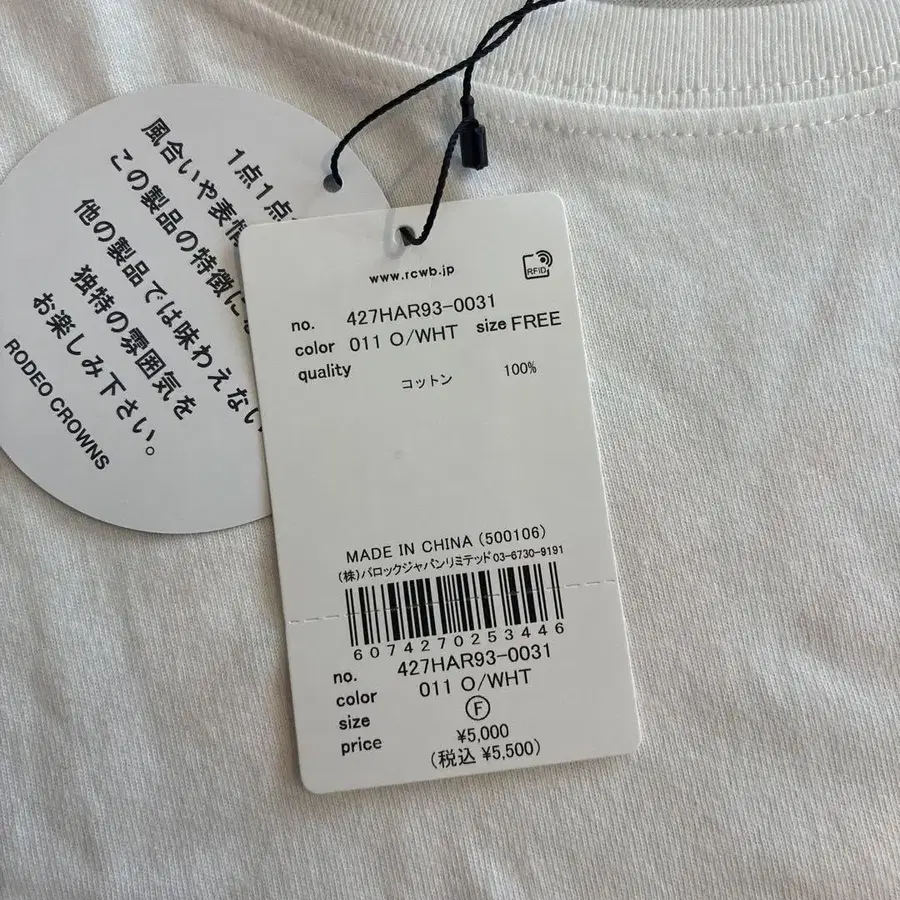 1点1点
風合いや表情
この製品の特徴に
他の製品では味わえない
独特の雰囲気を
お楽しみ下さい。
RODEO CROWNS
www.rcwb.jp
RFID
no. 427HAR93-0031
color 011 O/WHT size FREE
quality
コットン 100%
MADE IN CHINA (500106)
(株)バロックジャパンリミテッド 03-6730-9191
607427025344 6
no. 427HAR93-0031
color 011 O/WHT
size F
price ¥5,000
(税込 ¥5,500)